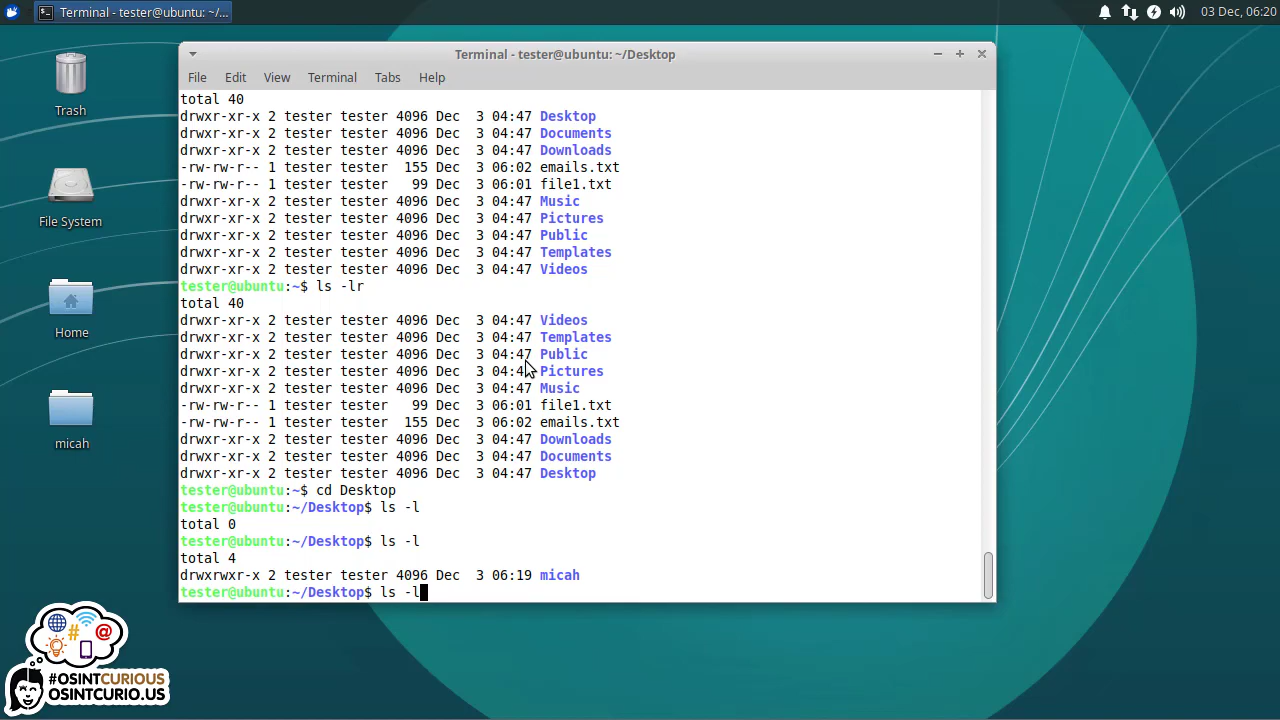 Terminal - tester@ubuntu: ~/...
03 Dec, 06:20
Terminal - tester@ubuntu: ~/Desktop
File Edit View Terminal Tabs Help
Trash
File System
Home
micah
total 40
drwxr-xr-x 2 tester tester 4096 Dec  3 04:47 Desktop
drwxr-xr-x 2 tester tester 4096 Dec  3 04:47 Documents
drwxr-xr-x 2 tester tester 4096 Dec  3 04:47 Downloads
-rw-rw-r-- 1 tester tester  155 Dec  3 06:02 emails.txt
-rw-rw-r-- 1 tester tester   99 Dec  3 06:01 file1.txt
drwxr-xr-x 2 tester tester 4096 Dec  3 04:47 Music
drwxr-xr-x 2 tester tester 4096 Dec  3 04:47 Pictures
drwxr-xr-x 2 tester tester 4096 Dec  3 04:47 Public
drwxr-xr-x 2 tester tester 4096 Dec  3 04:47 Templates
drwxr-xr-x 2 tester tester 4096 Dec  3 04:47 Videos
tester@ubuntu:~$ ls -lr
total 40
drwxr-xr-x 2 tester tester 4096 Dec  3 04:47 Videos
drwxr-xr-x 2 tester tester 4096 Dec  3 04:47 Templates
drwxr-xr-x 2 tester tester 4096 Dec  3 04:47 Public
drwxr-xr-x 2 tester tester 4096 Dec  3 04:47 Pictures
drwxr-xr-x 2 tester tester 4096 Dec  3 04:47 Music
-rw-rw-r-- 1 tester tester   99 Dec  3 06:01 file1.txt
-rw-rw-r-- 1 tester tester  155 Dec  3 06:02 emails.txt
drwxr-xr-x 2 tester tester 4096 Dec  3 04:47 Downloads
drwxr-xr-x 2 tester tester 4096 Dec  3 04:47 Documents
drwxr-xr-x 2 tester tester 4096 Dec  3 04:47 Desktop
tester@ubuntu:~$ cd Desktop
tester@ubuntu:~/Desktop$ ls -l
total 0
tester@ubuntu:~/Desktop$ ls -l
total 4
drwxrwxr-x 2 tester tester 4096 Dec  3 06:19 micah
tester@ubuntu:~/Desktop$ ls -l
#OSINTCURIOUS
OSINTCURIO.US